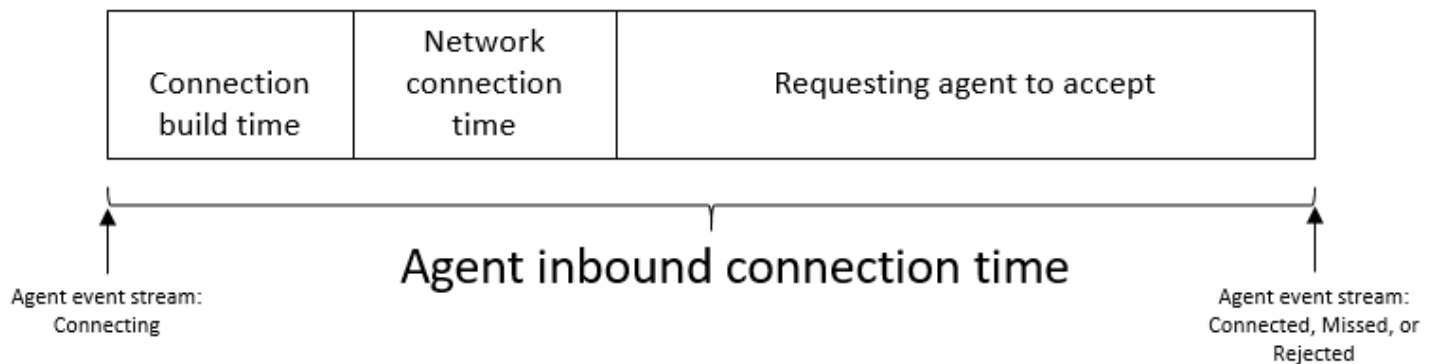 Connection
build time
Network
connection
time
Requesting agent to accept
Agent inbound connection time
Agent event stream:
Connecting
Agent event stream:
Connected, Missed, or
Rejected